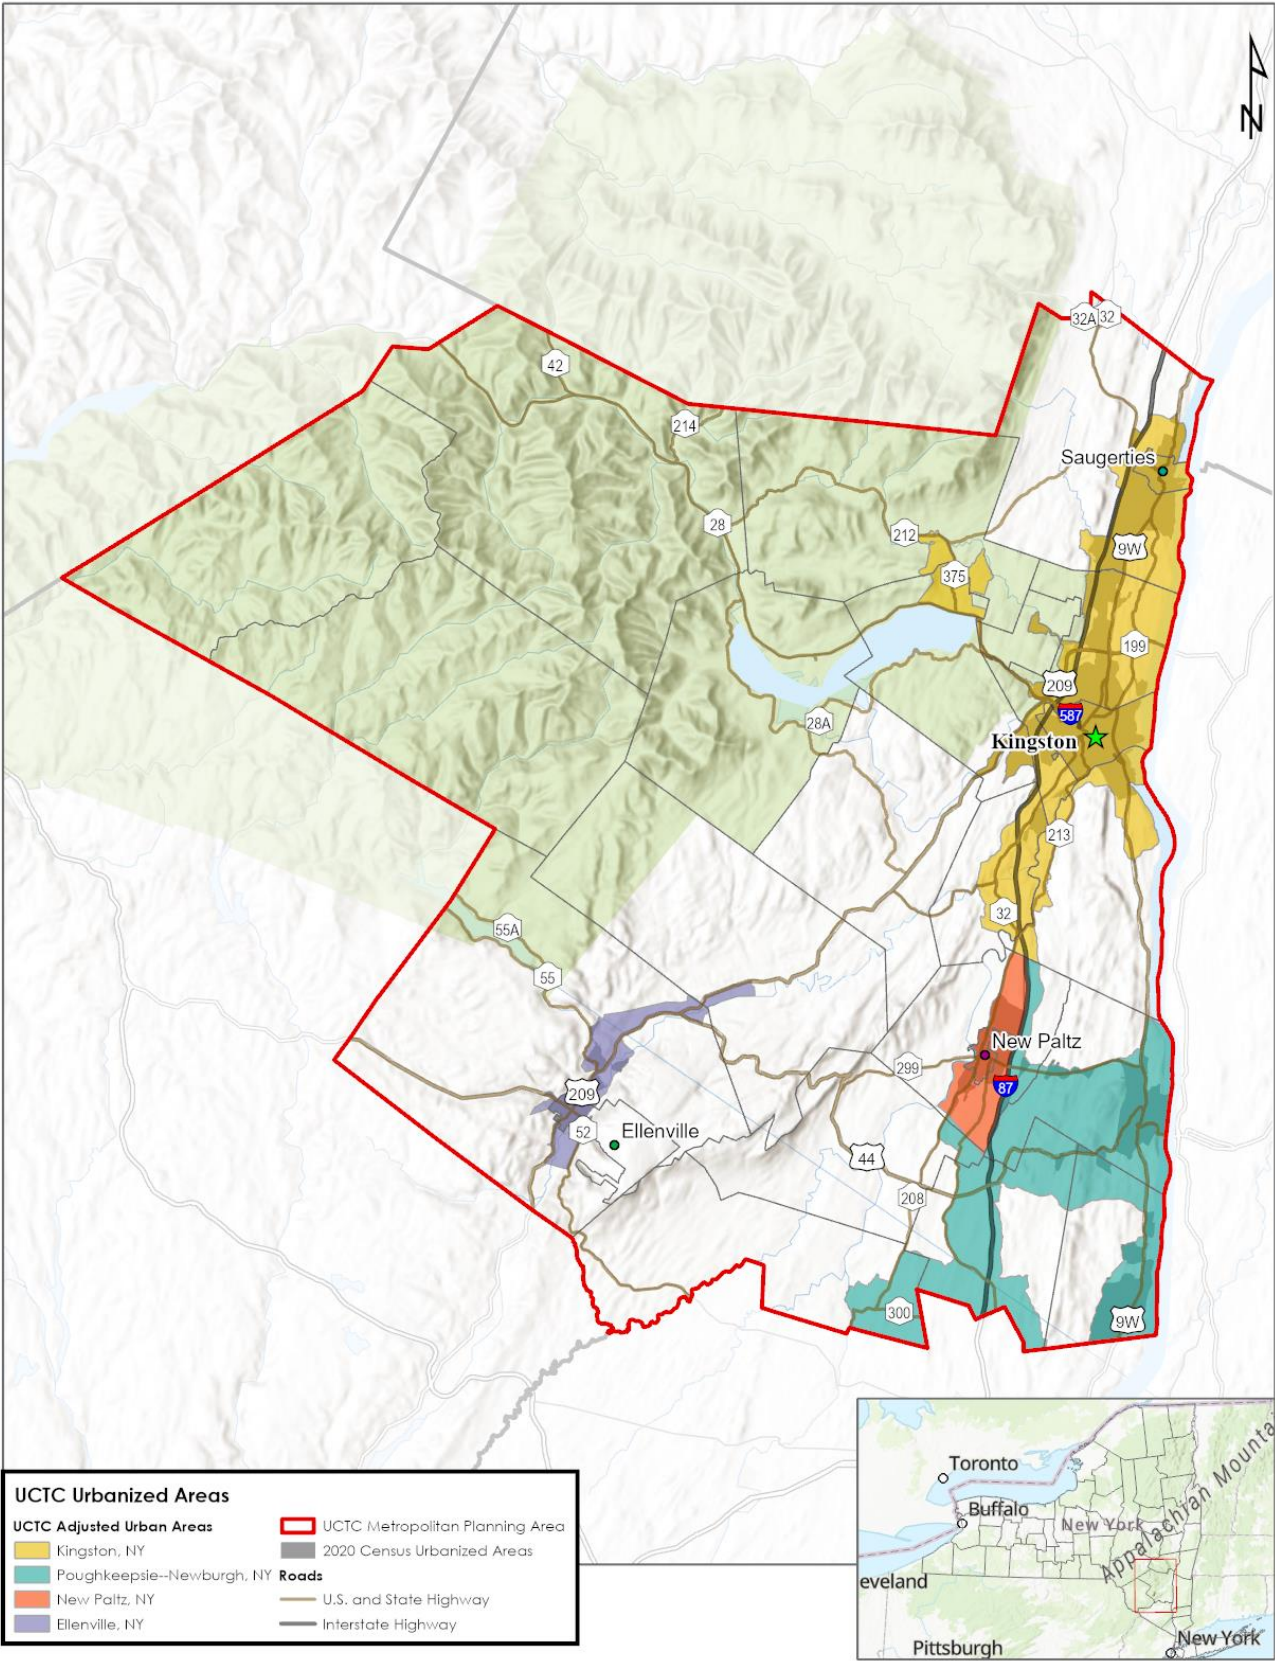 N
32A
32
42
214
Saugerties
28
212
9W
375
199
209
587
28A
Kingston
213
32
55A
55
New Paltz
299
87
209
52
Ellenville
44
208
300
9W
UCTC Urbanized Areas
UCTC Adjusted Urban Areas
Kingston, NY
Poughkeepsie--Newburgh, NY
New Paltz, NY
Ellenville, NY
UCTC Metropolitan Planning Area
2020 Census Urbanized Areas
Roads
U.S. and State Highway
Interstate Highway
Toronto
Buffalo
New York
Appalachian Mounta
eveland
Pittsburgh
New York